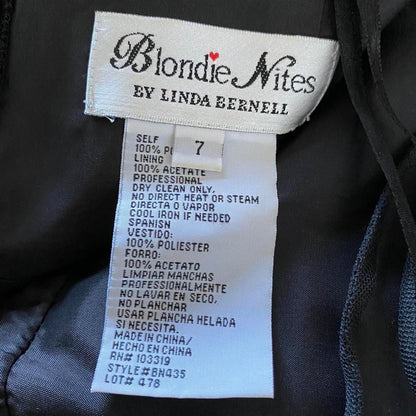 Blondie Nites
BY LINDA BERNELL
7
SELF
100% PO
LINING
100% ACETATE
PROFESSIONAL
DRY CLEAN ONLY,
NO DIRECT HEAT OR STEAM
DIRECTA O VAPOR
COOL IRON IF NEEDED
SPANISH
VESTIDO:
100% POLIESTER
FORRO:
100% ACETATO
LIMPIAR MANCHAS
PROFESSIONALMENTE
NO LAVAR EN SECO,
NO PLANCHAR
USAR PLANCHA HELADA
SI NECESITA.
MADE IN CHINA/
HECHO EN CHINA
RN# 103319
STYLE#BN435
LOT# 478